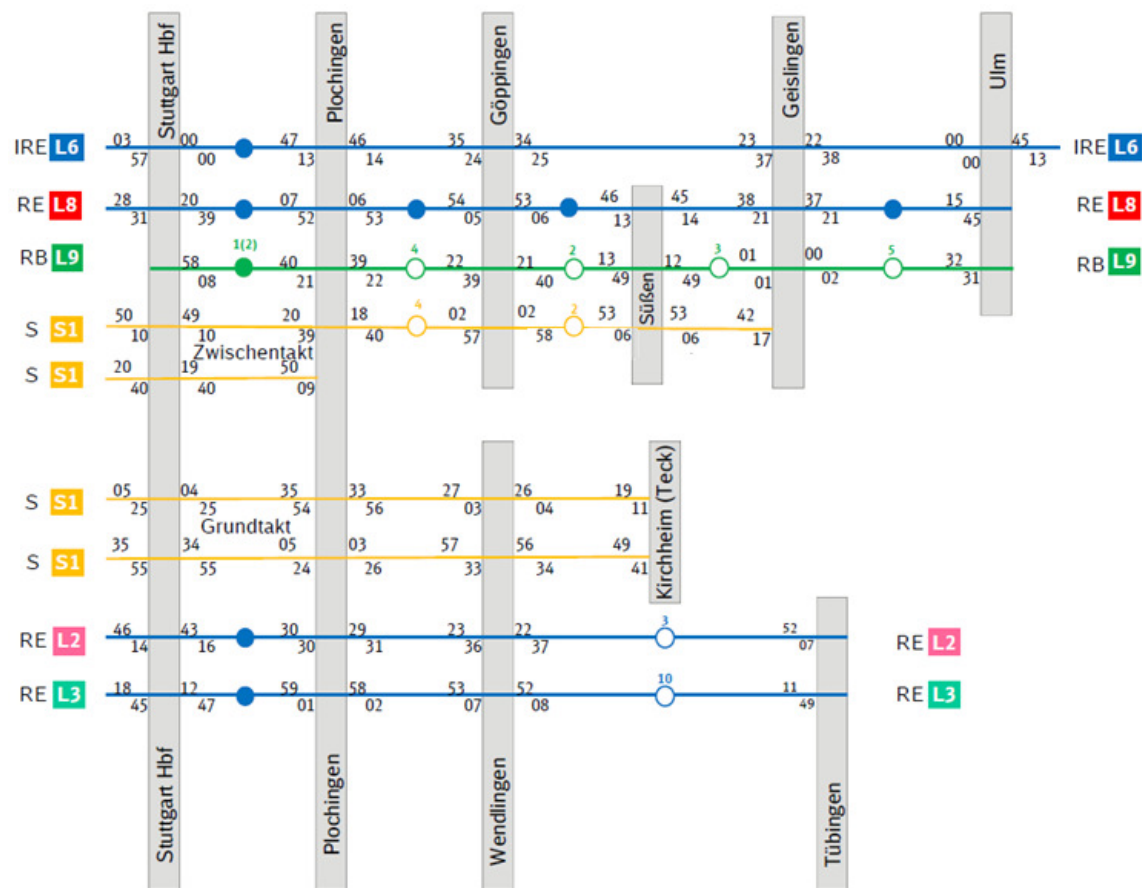 Stuttgart Hbf
Plochingen
Göppingen
Geislingen
Ulm
03 00 47 46 35 34 23 22 00 45
IRE L6 IRE L6
57 00 13 14 24 25 37 38 00 13
28 20 07 06 54 53 46 45 38 37 15
RE L8 RE L8
31 39 52 53 05 06 13 14 21 21 45
1(2) 4 2 3 5
58 40 39 22 21 13 12 01 00 32
RB L9 RB L9
08 21 22 39 40 49 49 01 02 31
Süßen
4 2
50 49 20 18 02 02 53 53 42
S S1
10 10 39 40 57 58 06 06 17
Zwischentakt
20 19 50
S S1
40 40 09
05 04 35 33 27 26 19
S S1
25 25 54 56 03 04 11
Grundtakt
35 34 05 03 57 56 49
S S1
55 55 24 26 33 34 41
Kirchheim (Teck)
3
46 43 30 29 23 22 52
RE L2 RE L2
14 16 30 31 36 37 07
10
18 12 59 58 53 52 11
RE L3 RE L3
45 47 01 02 07 08 49
Stuttgart Hbf
Plochingen
Wendlingen
Tübingen